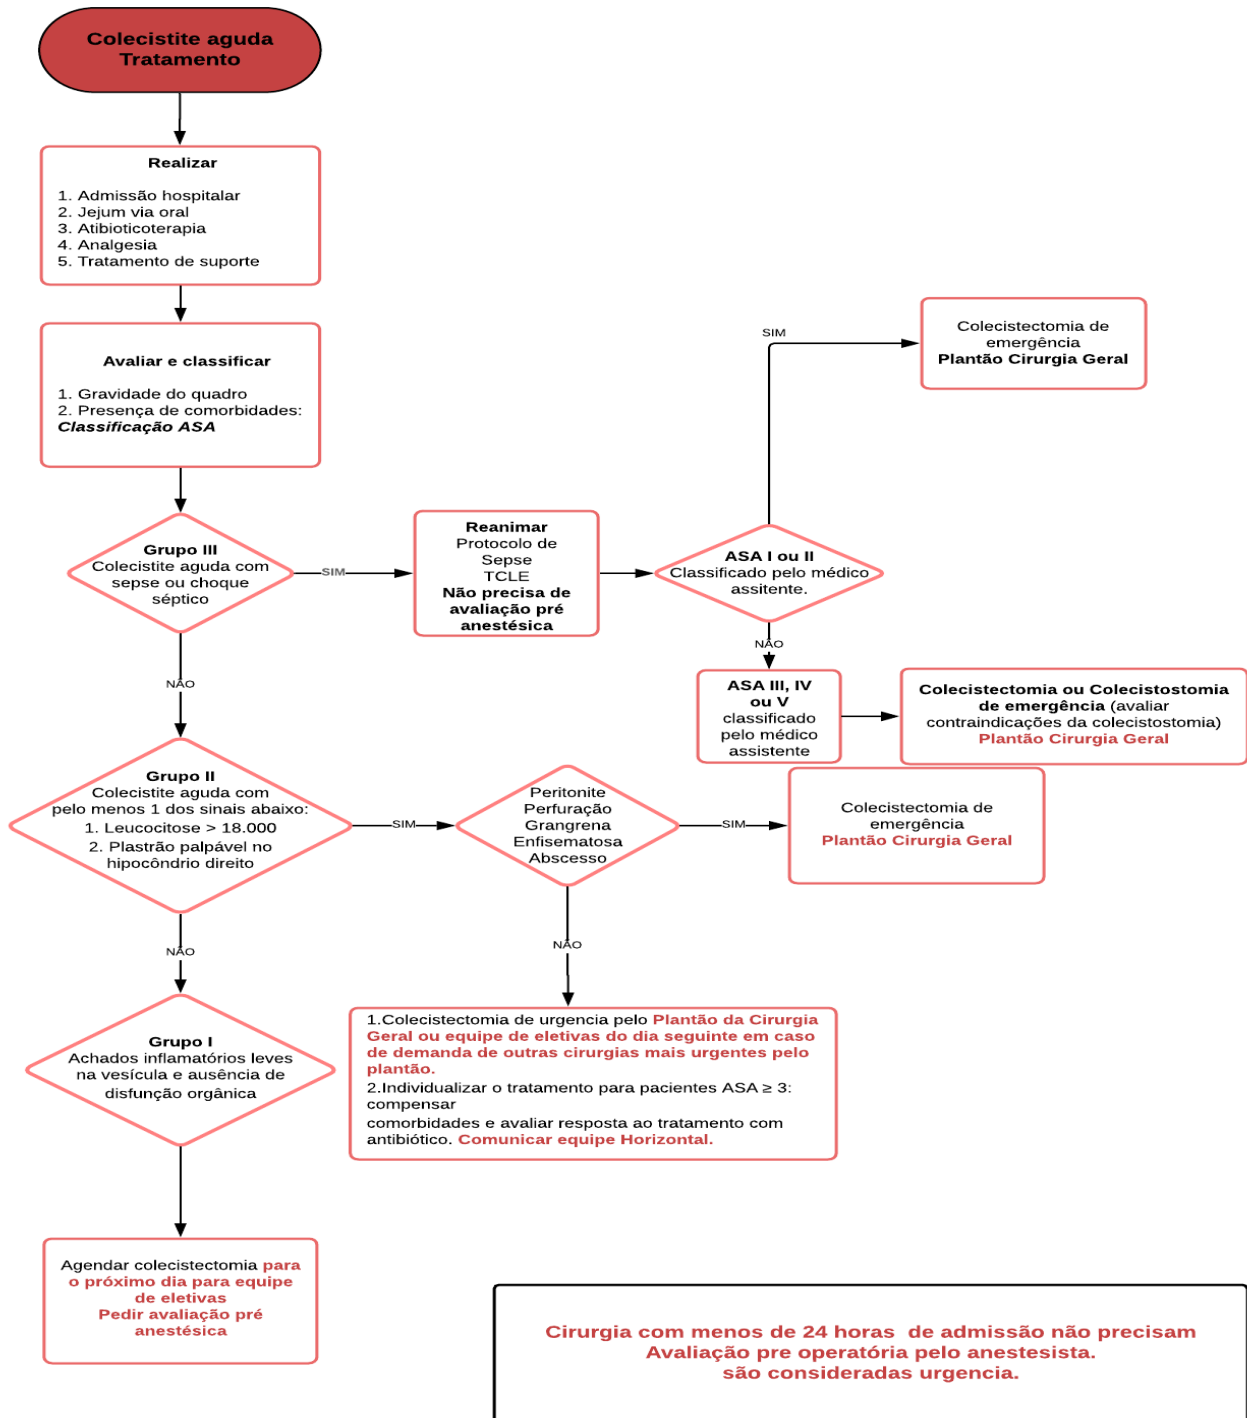 Colecistite aguda
Tratamento
Realizar
1. Admissão hospitalar
2. Jejum via oral
3. Atibioticoterapia
4. Analgesia
5. Tratamento de suporte
Avaliar e classificar
1. Gravidade do quadro
2. Presença de comorbidades:
Classificação ASA
SIM
Colecistectomia de
emergência
Plantão Cirurgia Geral
Grupo III
Colecistite aguda com
sepse ou choque
séptico
SIM
Reanimar
Protocolo de
Sepse
TCLE
Não precisa de
avaliação pré
anestésica
ASA I ou II
Classificado pelo médico
assitente.
NÃO
NÃO
ASA III, IV
ou V
classificado
pelo médico
assistente
Colecistectomia ou Colecistostomia
de emergência (avaliar
contraindicações da colecistostomia)
Plantão Cirurgia Geral
Grupo II
Colecistite aguda com
pelo menos 1 dos sinais abaixo:
1. Leucocitose > 18.000
2. Plastrão palpável no
hipocôndrio direito
SIM
Peritonite
Perfuração
Grangrena
Enfisematosa
Abscesso
SIM
Colecistectomia de
emergência
Plantão Cirurgia Geral
NÃO
NÃO
Grupo I
Achados inflamatórios leves
na vesícula e ausência de
disfunção orgânica
1.Colecistectomia de urgencia pelo Plantão da Cirurgia
Geral ou equipe de eletivas do dia seguinte em caso
de demanda de outras cirurgias mais urgentes pelo
plantão.
2.Individualizar o tratamento para pacientes ASA ≥ 3:
compensar
comorbidades e avaliar resposta ao tratamento com
antibiótico. Comunicar equipe Horizontal.
Agendar colecistectomia para
o próximo dia para equipe
de eletivas
Pedir avaliação pré
anestésica
Cirurgia com menos de 24 horas de admissão não precisam
Avaliação pre operatória pelo anestesista.
são consideradas urgencia.